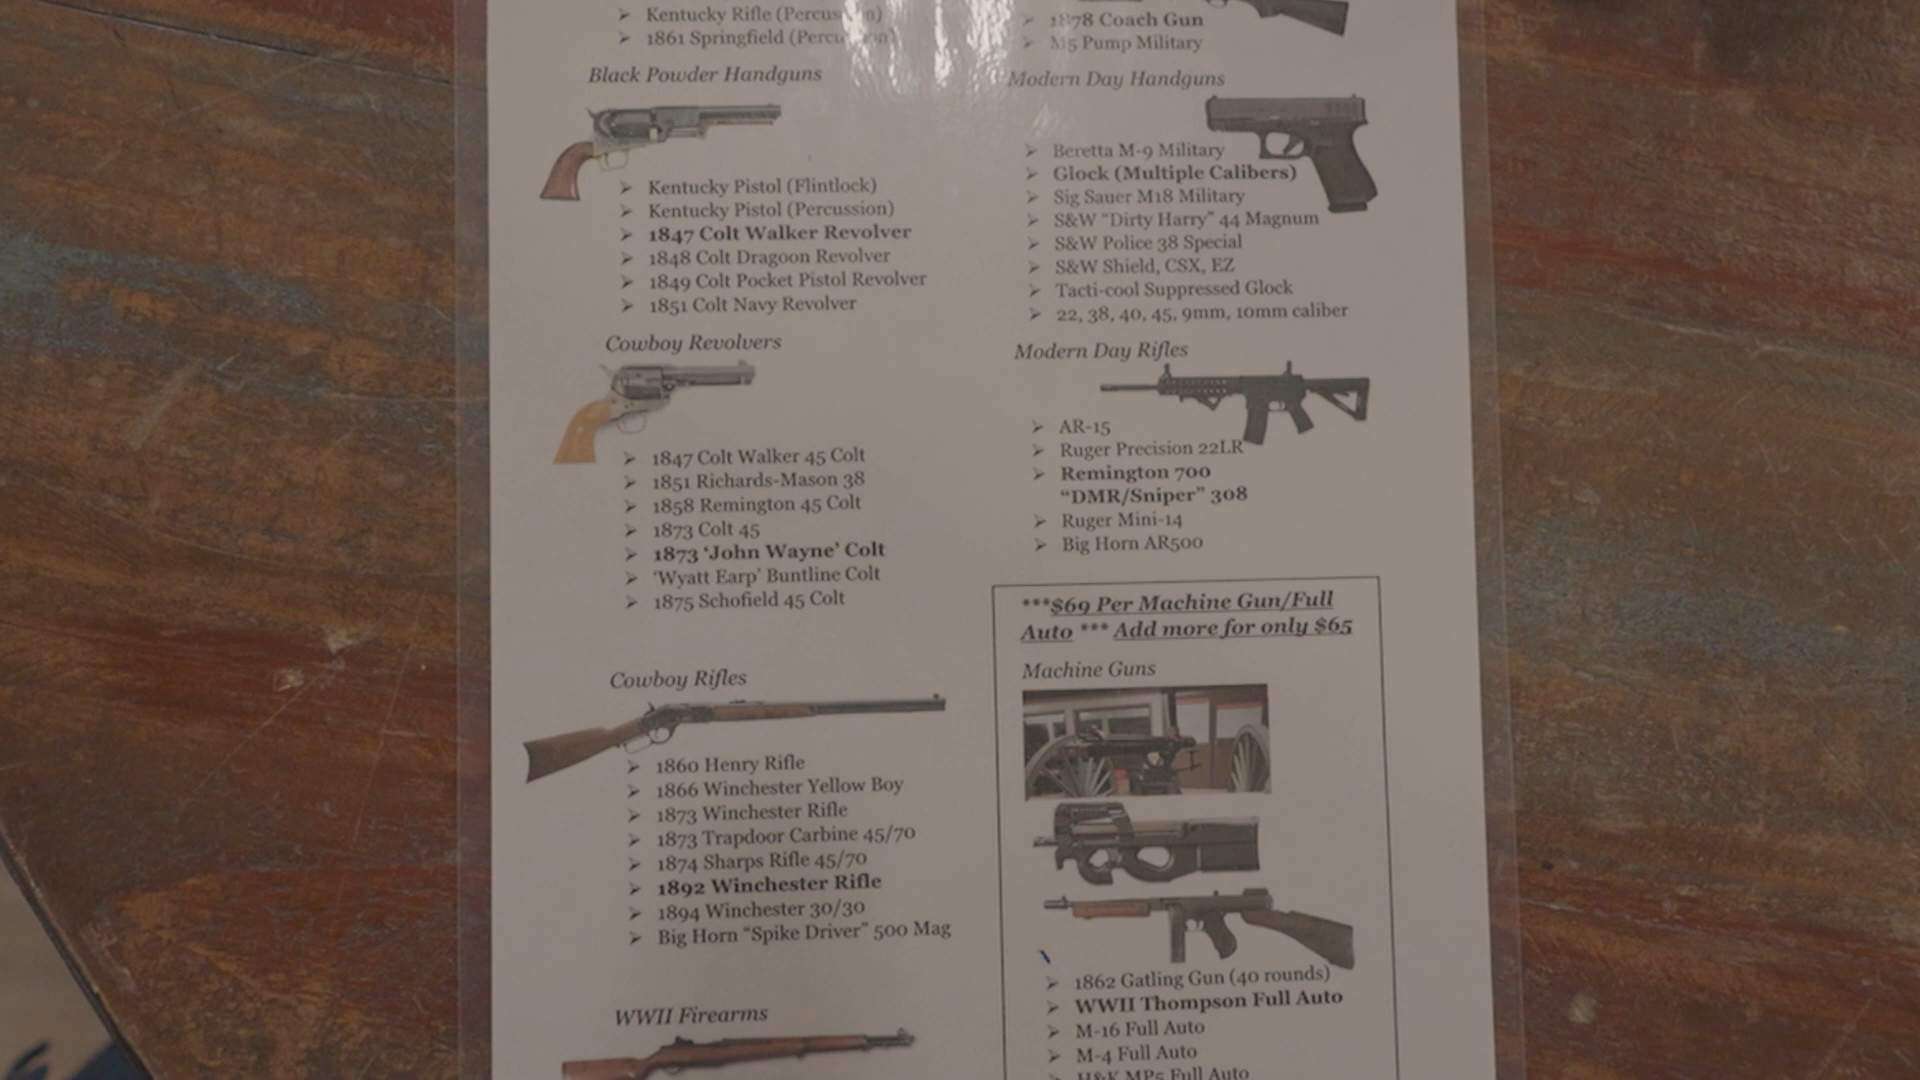 Kentucky Rifle (Percussion)
1861 Springfield (Percussion)
Black Powder Handguns
Kentucky Pistol (Flintlock)
Kentucky Pistol (Percussion)
1847 Colt Walker Revolver
1848 Colt Dragoon Revolver
1849 Colt Pocket Pistol Revolver
1851 Colt Navy Revolver
Cowboy Revolvers
1847 Colt Walker 45 Colt
1851 Richards-Mason 38
1858 Remington 45 Colt
1873 Colt 45
1873 ‘John Wayne’ Colt
‘Wyatt Earp’ Buntline Colt
1875 Schofield 45 Colt
Cowboy Rifles
1860 Henry Rifle
1866 Winchester Yellow Boy
1873 Winchester Rifle
1873 Trapdoor Carbine 45/70
1874 Sharps Rifle 45/70
1892 Winchester Rifle
1894 Winchester 30/30
Big Horn “Spike Driver” 500 Mag
WWII Firearms
1878 Coach Gun
M5 Pump Military
Modern Day Handguns
Beretta M-9 Military
Glock (Multiple Calibers)
Sig Sauer M18 Military
S&W “Dirty Harry” 44 Magnum
S&W Police 38 Special
S&W Shield, CSX, EZ
Tacti-cool Suppressed Glock
22, 38, 40, 45, 9mm, 10mm caliber
Modern Day Rifles
AR-15
Ruger Precision 22LR
Remington 700
“DMR/Sniper” 308
Ruger Mini-14
Big Horn AR500
***$69 Per Machine Gun/Full
Auto *** Add more for only $65
Machine Guns
1862 Gatling Gun (40 rounds)
WWII Thompson Full Auto
M-16 Full Auto
M-4 Full Auto
H&K MP5 Full Auto